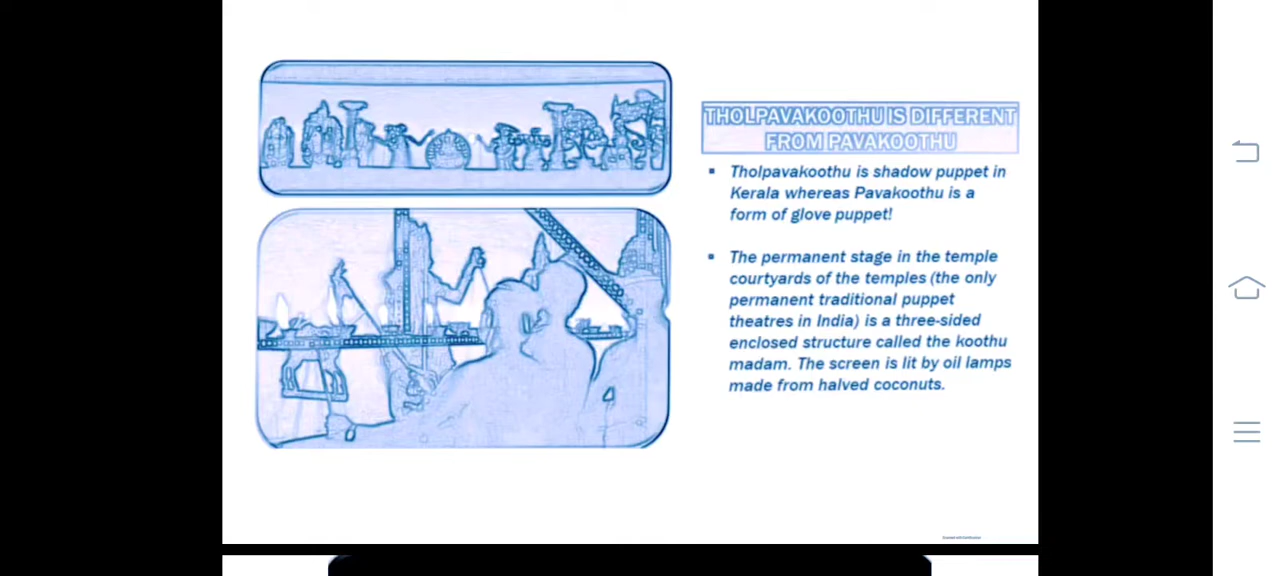 THOLPAVAKOOTHU IS DIFFERENT
FROM PAVAKOOTHU
▪ Tholpavakoothu is shadow puppet in
Kerala whereas Pavakoothu is a
form of glove puppet!
▪ The permanent stage in the temple
courtyards of the temples (the only
permanent traditional puppet
theatres in India) is a three-sided
enclosed structure called the koothu
madam. The screen is lit by oil lamps
made from halved coconuts.